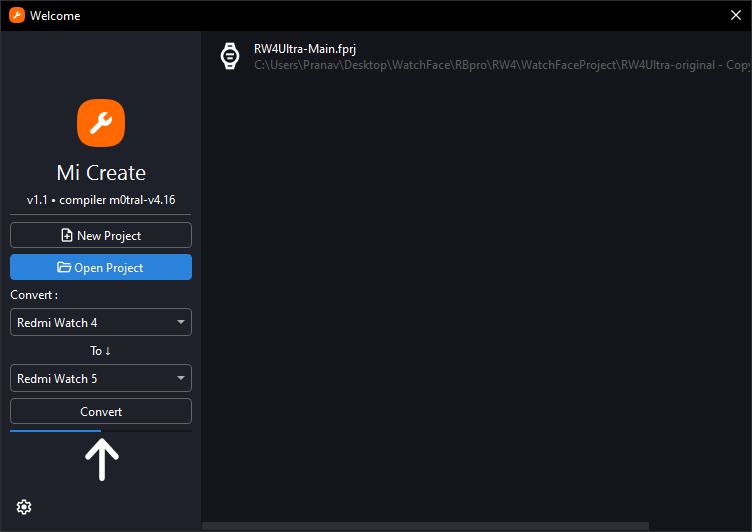 Welcome
RW4Ultra-Main.fprj
C:\Users\Pranav\Desktop\WatchFace\RBpro\RW4\WatchFaceProject\RW4Ultra-original - Copy
Mi Create
v1.1 • compiler m0tral-v4.16
New Project
Open Project
Convert :
Redmi Watch 4
To ↓
Redmi Watch 5
Convert